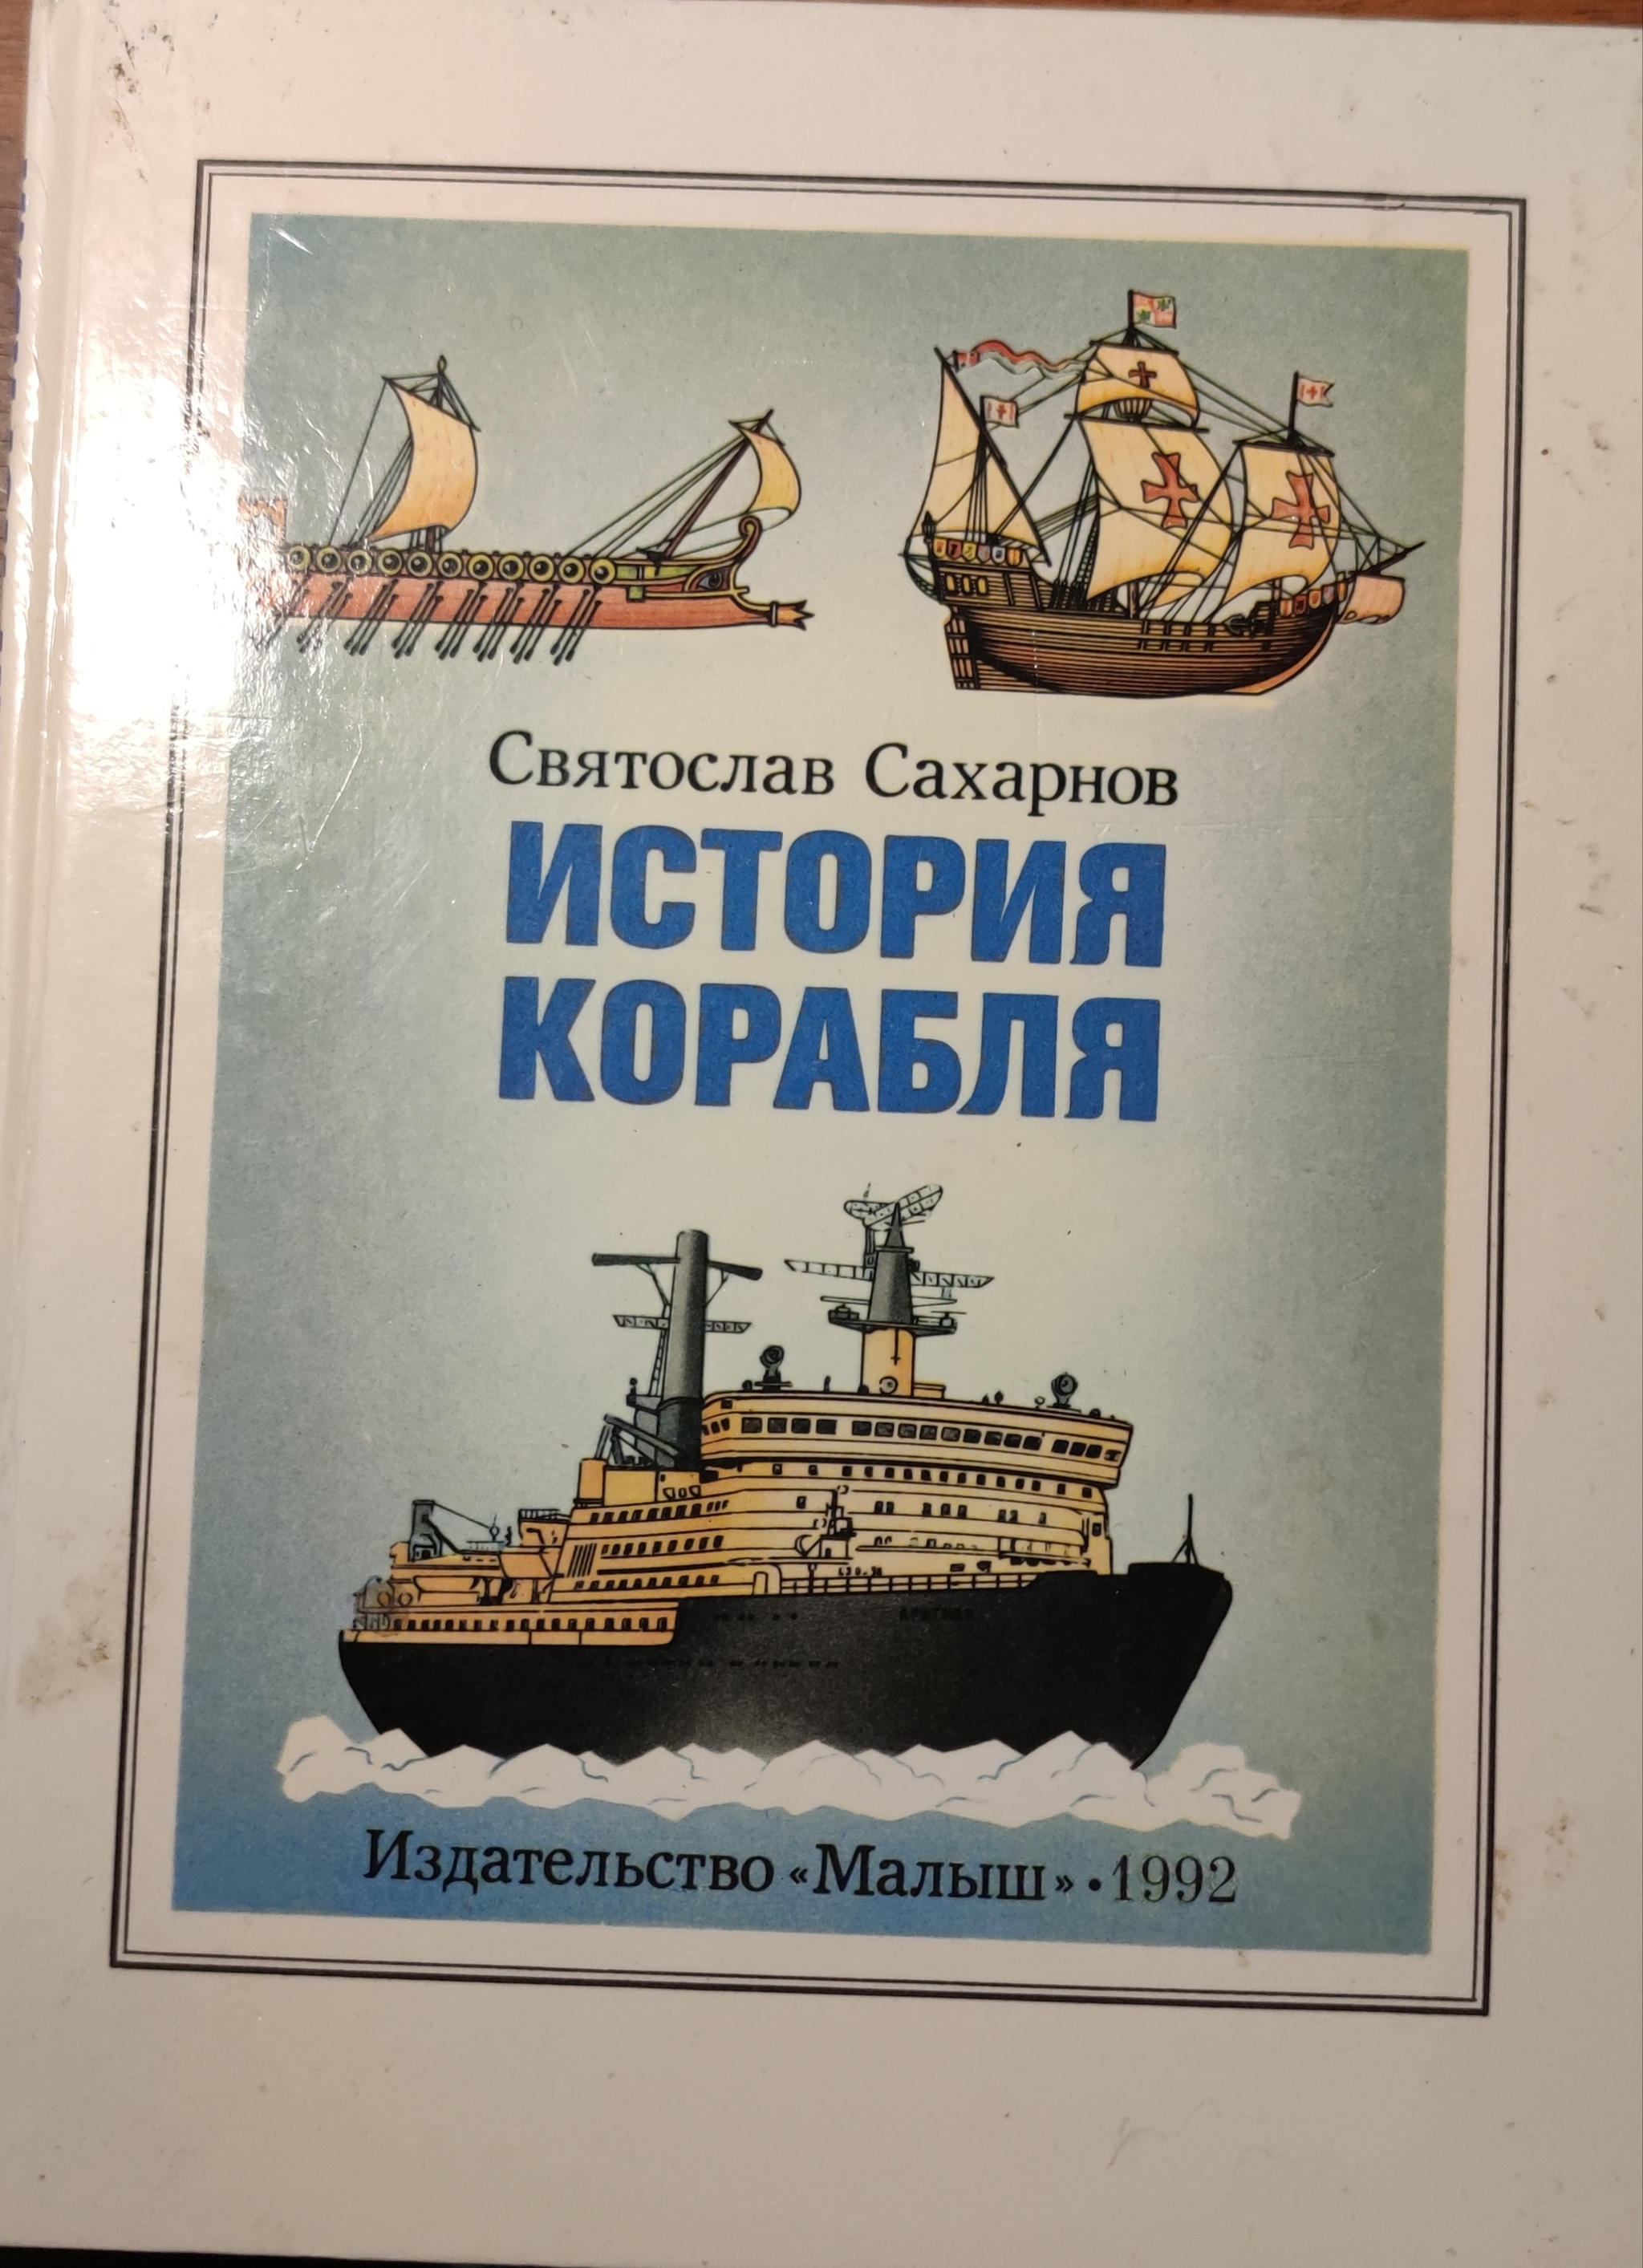 Святослав Сахарнов
ИСТОРИЯ
КОРАБЛЯ
Издательство «Малыш»·1992